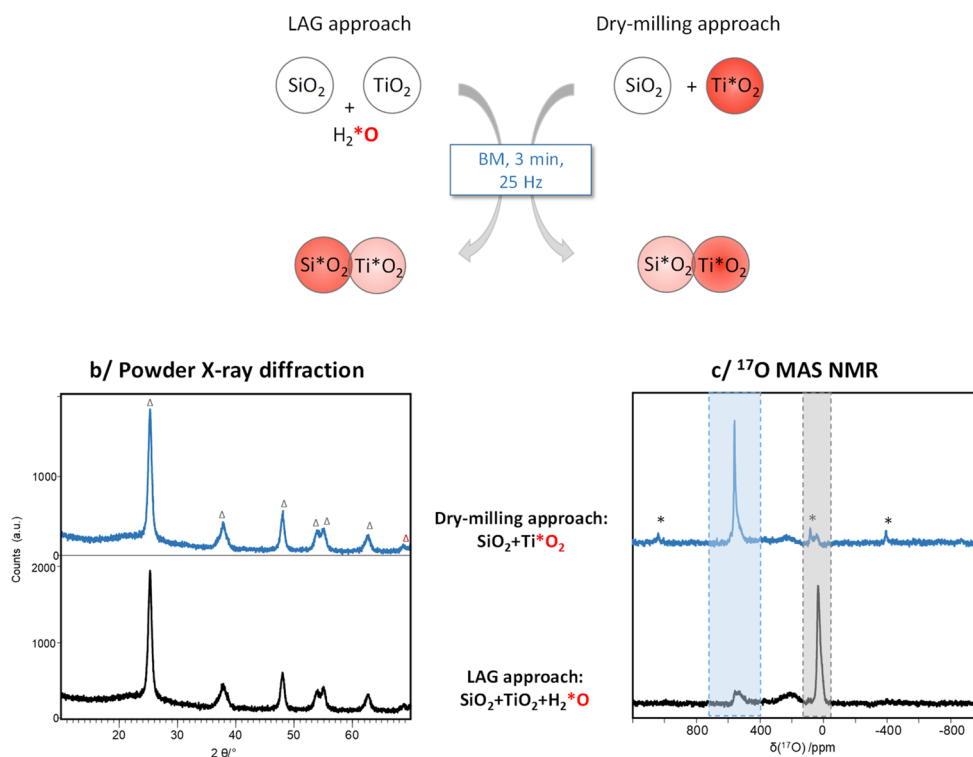 LAG approach
Dry-milling approach
SiO₂
TiO₂
SiO₂
+
Ti*O₂
+
H₂*O
BM, 3 min,
25 Hz
Si*O₂
Ti*O₂
Si*O₂
Ti*O₂
b/ Powder X-ray diffraction
c/ ¹⁷O MAS NMR
Δ
Δ
Δ
Δ
Δ
Δ
Δ
1000
0
2000
1000
0
Counts (a.u.)
20
30
40
50
60
2 θ/°
Dry-milling approach:
SiO₂+Ti*O₂
LAG approach:
SiO₂+TiO₂+H₂*O
*
*
*
800
400
0
-400
-800
δ(¹⁷O) /ppm